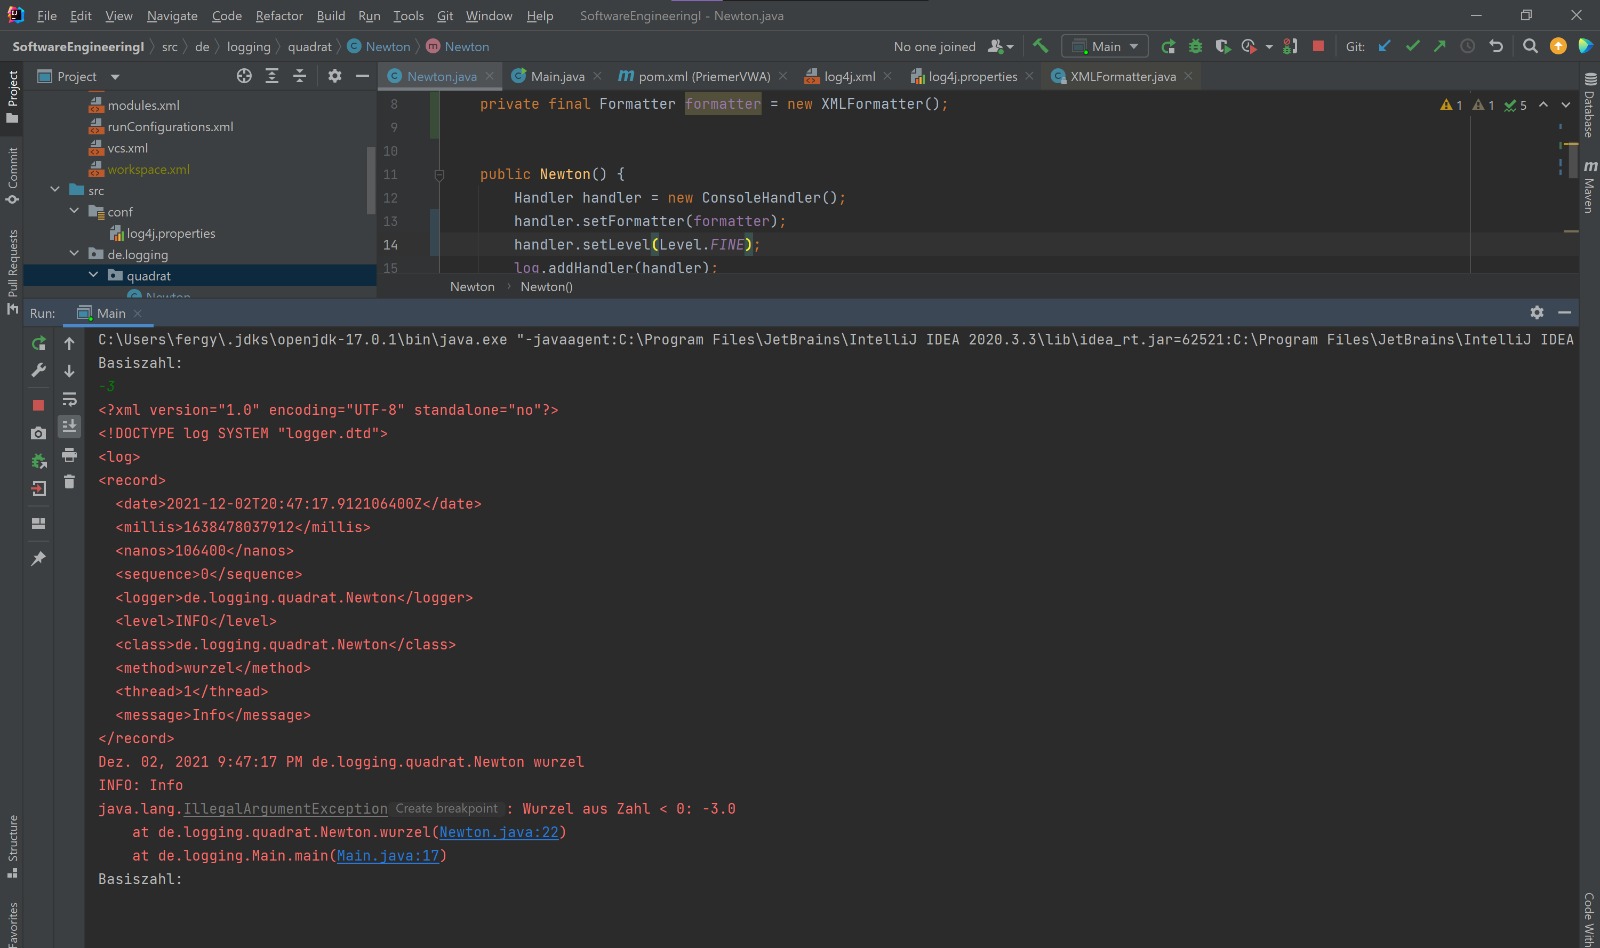 File Edit View Navigate Code Refactor Build Run Tools Git Window Help SoftwareEngineeringI - Newton.java
SoftwareEngineeringI src de logging quadrat Newton Newton No one joined Main Git:
Project Newton.java Main.java pom.xml (PriemerVWA) log4j.xml log4j.properties XMLFormatter.java
modules.xml
runConfigurations.xml
vcs.xml
workspace.xml
src
conf
log4j.properties
de.logging
quadrat
Newton
8 private final Formatter formatter = new XMLFormatter();
9
10
11 public Newton() {
12 Handler handler = new ConsoleHandler();
13 handler.setFormatter(formatter);
14 handler.setLevel(Level.FINE);
15 log.addHandler(handler);
1 1 5
Newton Newton()
Run: Main
C:\Users\fergy\.jdks\openjdk-17.0.1\bin\java.exe "-javaagent:C:\Program Files\JetBrains\IntelliJ IDEA 2020.3.3\lib\idea_rt.jar=62521:C:\Program Files\JetBrains\IntelliJ IDEA
Basiszahl:
-3
<?xml version="1.0" encoding="UTF-8" standalone="no"?>
<!DOCTYPE log SYSTEM "logger.dtd">
<log>
<record>
<date>2021-12-02T20:47:17.912106400Z</date>
<millis>1638478037912</millis>
<nanos>106400</nanos>
<sequence>0</sequence>
<logger>de.logging.quadrat.Newton</logger>
<level>INFO</level>
<class>de.logging.quadrat.Newton</class>
<method>wurzel</method>
<thread>1</thread>
<message>Info</message>
</record>
Dez. 02, 2021 9:47:17 PM de.logging.quadrat.Newton wurzel
INFO: Info
java.lang.IllegalArgumentException Create breakpoint : Wurzel aus Zahl < 0: -3.0
at de.logging.quadrat.Newton.wurzel(Newton.java:22)
at de.logging.Main.main(Main.java:17)
Basiszahl:
Project
Commit
Pull Requests
Structure
Favorites
Database
m Maven
Code With